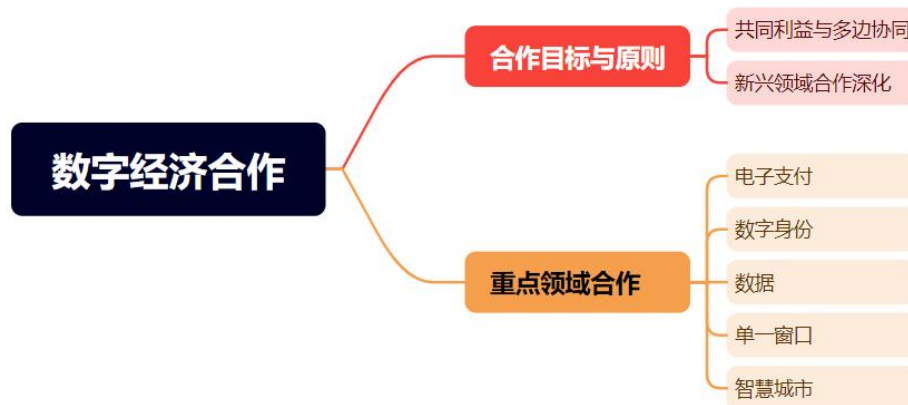 数字经济合作
合作目标与原则
共同利益与多边协同
新兴领域合作深化
重点领域合作
电子支付
数字身份
数据
单一窗口
智慧城市